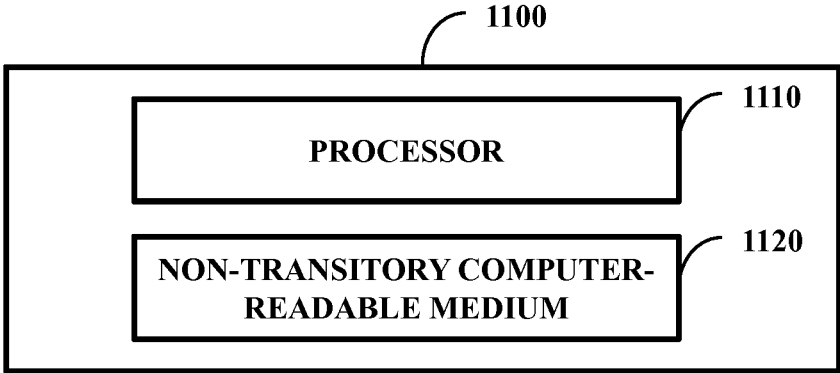 1100
1110
PROCESSOR
1120
NON-TRANSITORY COMPUTER-
READABLE MEDIUM